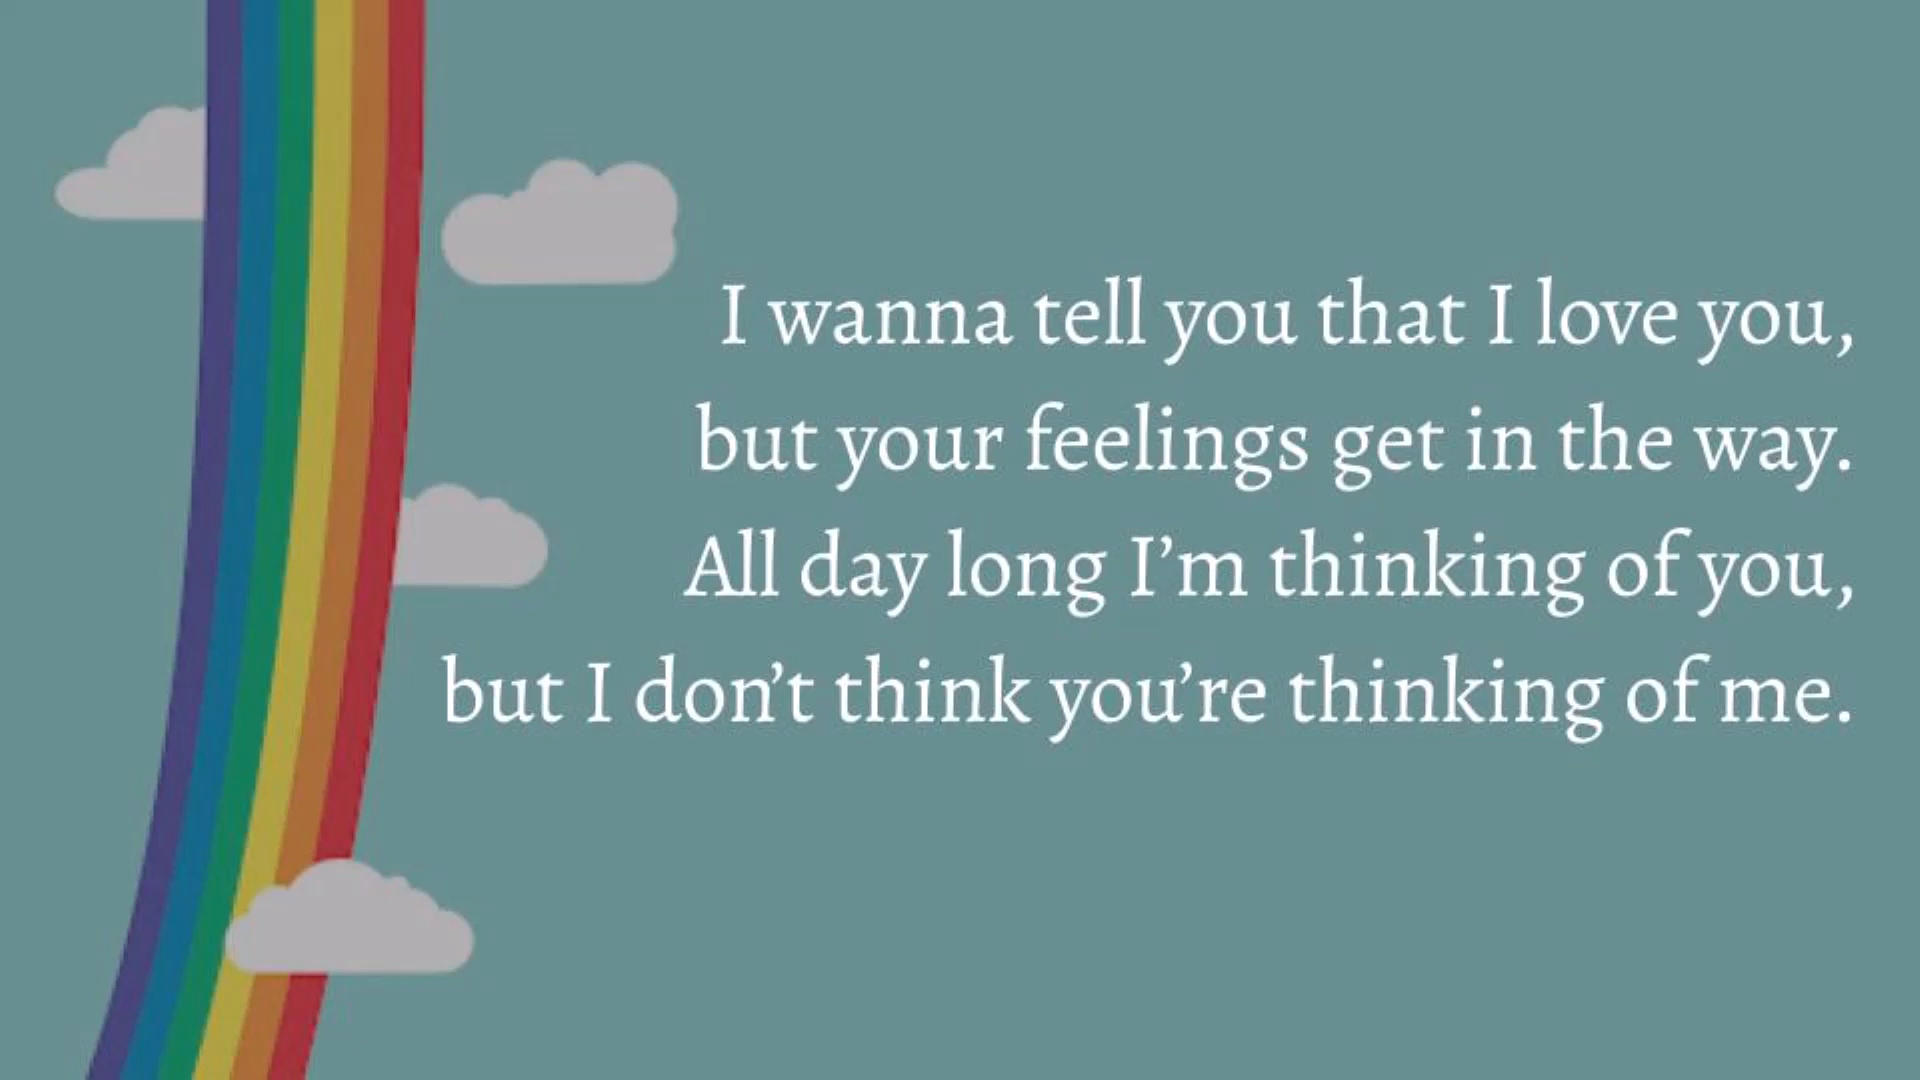 I wanna tell you that I love you,
but your feelings get in the way.
All day long I’m thinking of you,
but I don’t think you’re thinking of me.